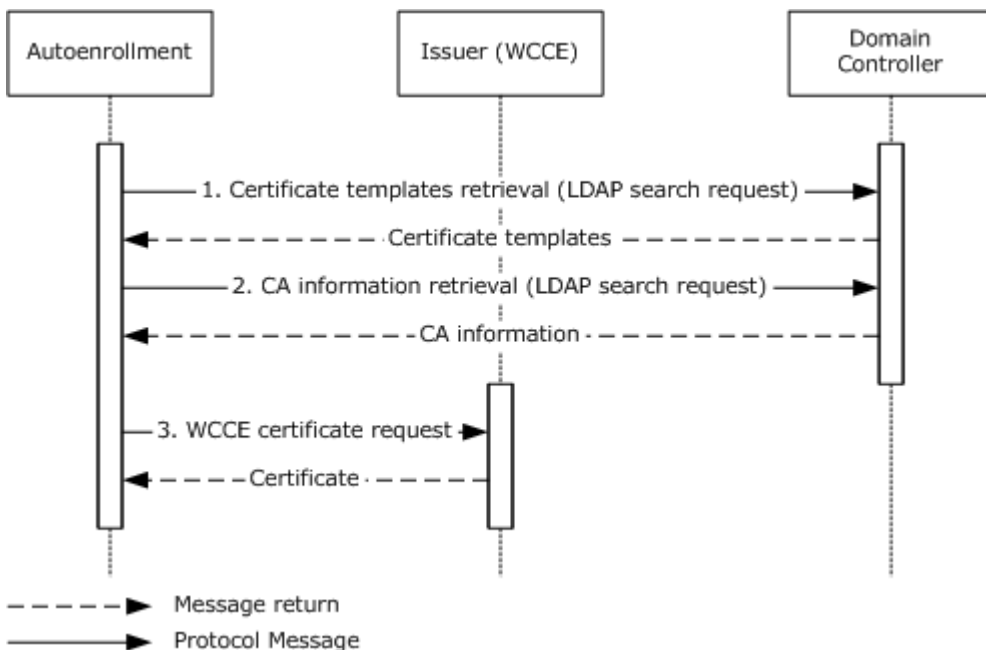 Autoenrollment
Issuer (WCCE)
Domain
Controller
1. Certificate templates retrieval (LDAP search request)
Certificate templates
2. CA information retrieval (LDAP search request)
CA information
3. WCCE certificate request
Certificate
Message return
Protocol Message